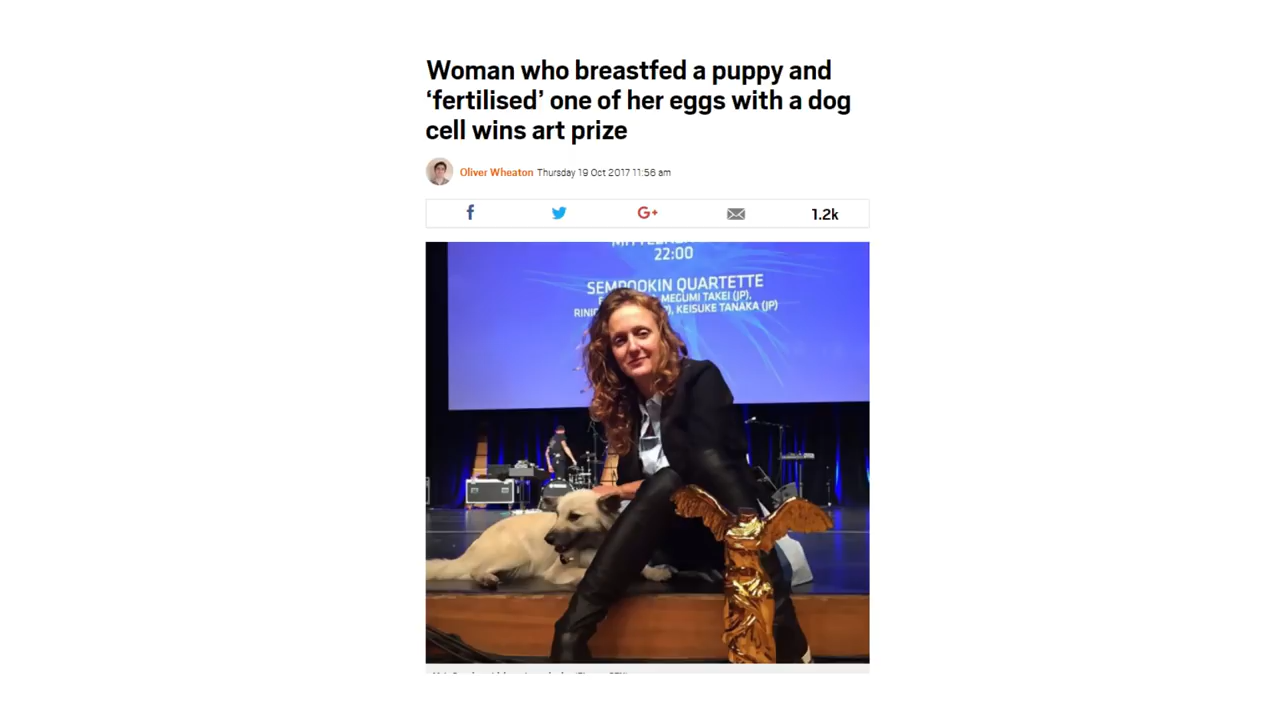 Woman who breastfed a puppy and
‘fertilised’ one of her eggs with a dog
cell wins art prize
Oliver Wheaton Thursday 19 Oct 2017 11:56 am
f G+ 1.2k
22:00
SEMPOOKIN QUARTETTE
MEGUMI TAKEI (JP),
KEISUKE TANAKA (JP)